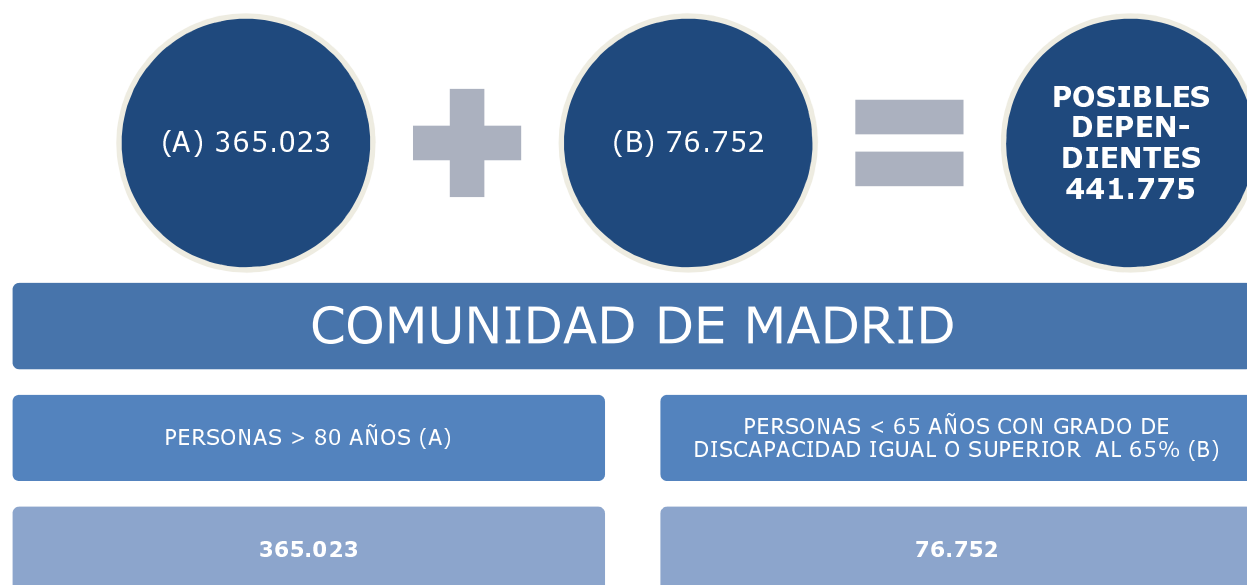 (A) 365.023
(B) 76.752
POSIBLES
DEPEN-
DIENTES
441.775
COMUNIDAD DE MADRID
PERSONAS > 80 AÑOS (A)
PERSONAS < 65 AÑOS CON GRADO DE
DISCAPACIDAD IGUAL O SUPERIOR  AL 65% (B)
365.023
76.752